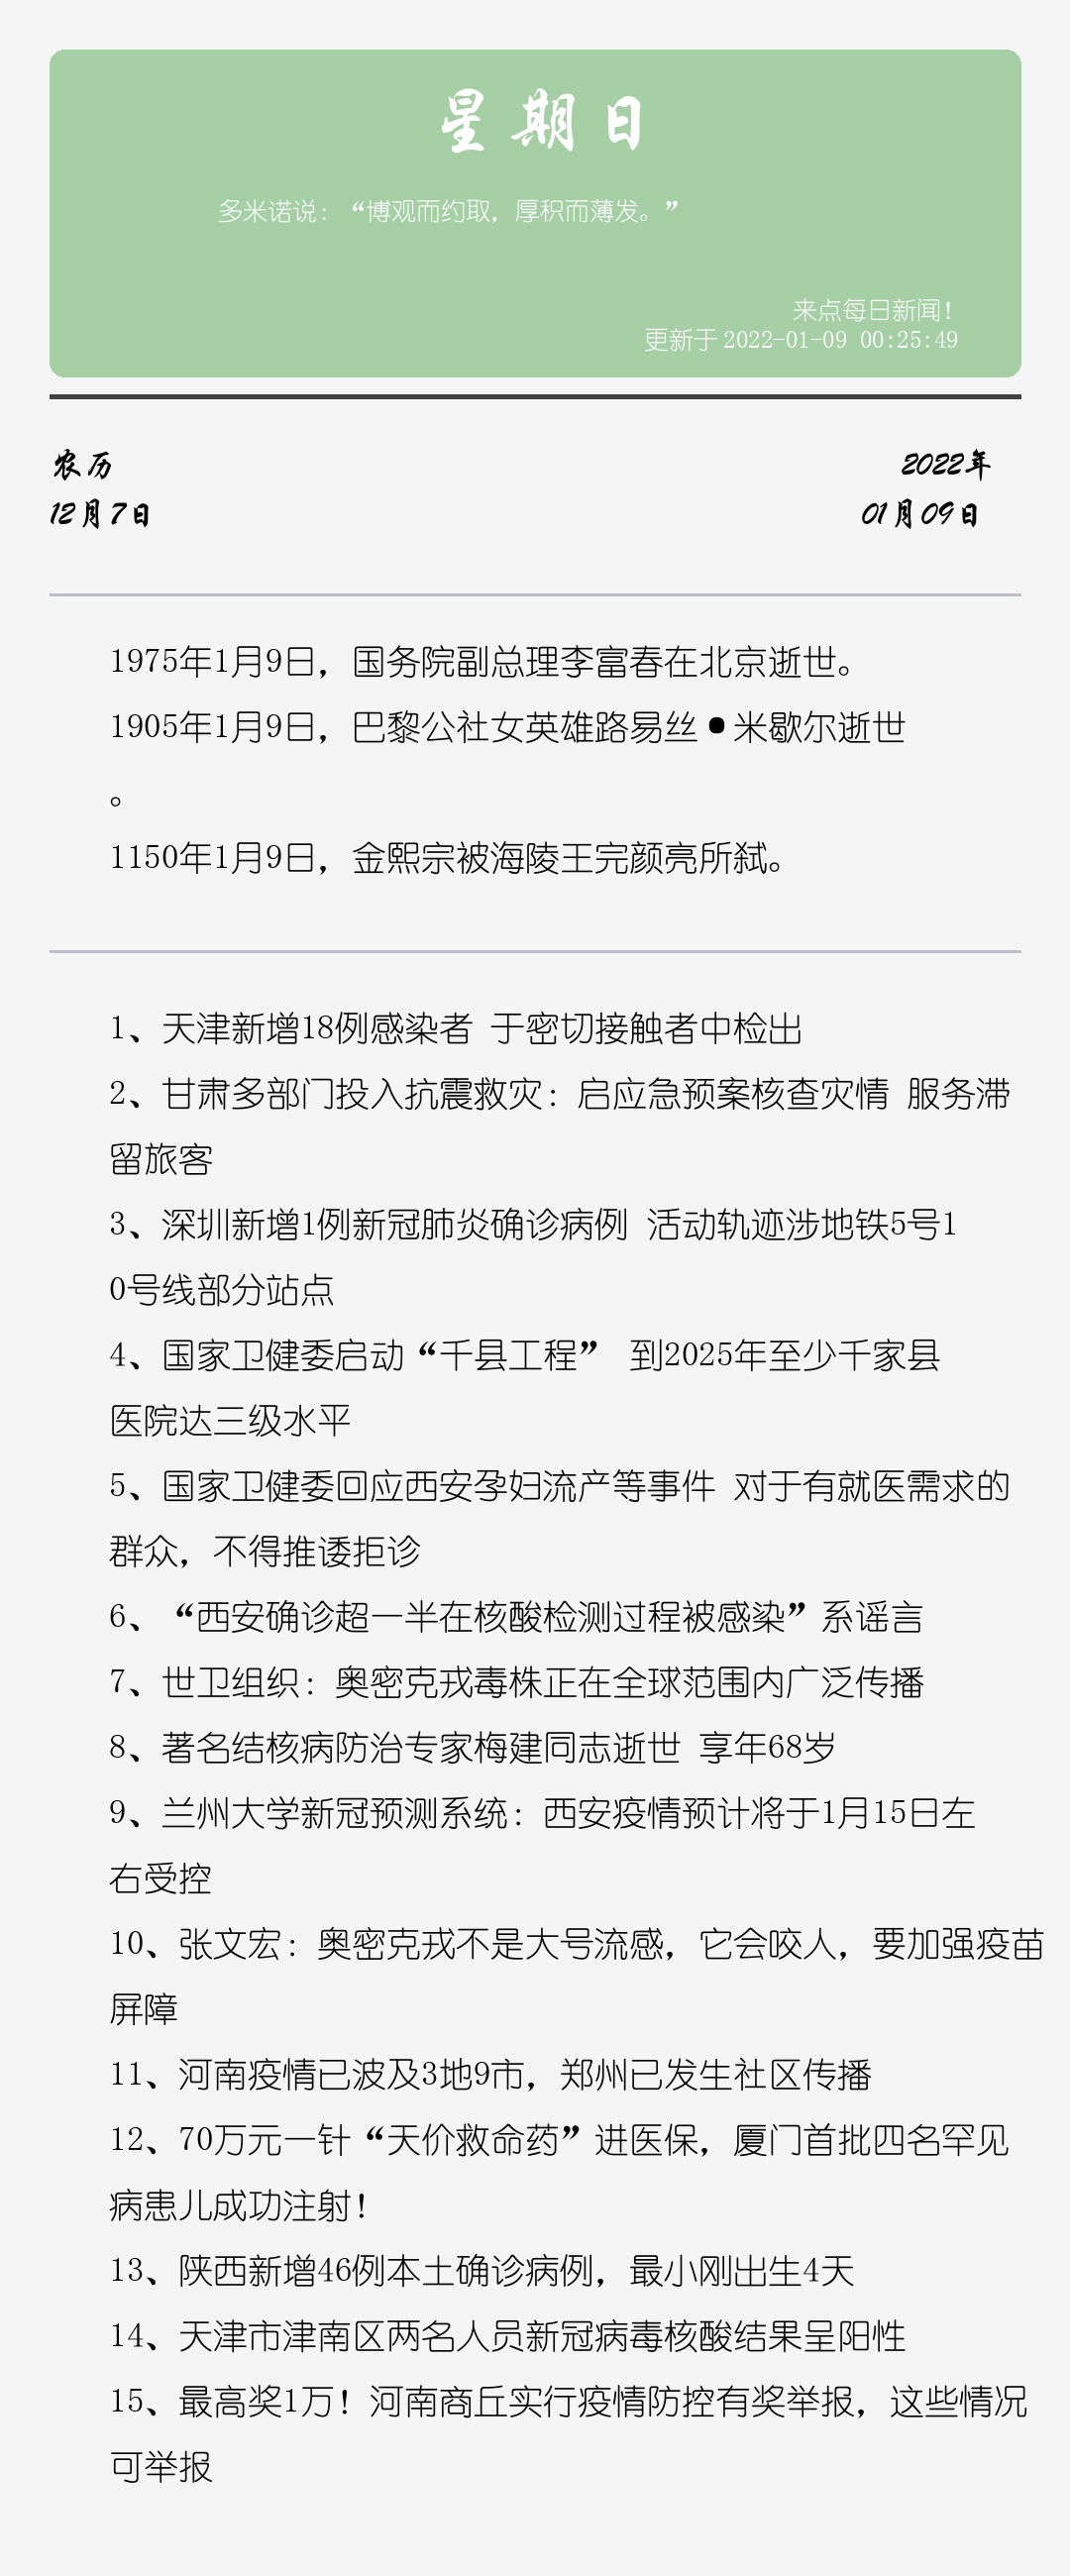 星期日
多米诺说：“博观而约取，厚积而薄发。”
来点每日新闻！
更新于 2022-01-09 00:25:49
农历
2022年
12月7日
01月09日
1975年1月9日，国务院副总理李富春在北京逝世。
1905年1月9日，巴黎公社女英雄路易丝•米歇尔逝世
。
1150年1月9日，金熙宗被海陵王完颜亮所弑。
1、天津新增18例感染者 于密切接触者中检出
2、甘肃多部门投入抗震救灾：启应急预案核查灾情 服务滞
留旅客
3、深圳新增1例新冠肺炎确诊病例 活动轨迹涉地铁5号1
0号线部分站点
4、国家卫健委启动“千县工程” 到2025年至少千家县
医院达三级水平
5、国家卫健委回应西安孕妇流产等事件 对于有就医需求的
群众，不得推诿拒诊
6、“西安确诊超一半在核酸检测过程被感染”系谣言
7、世卫组织：奥密克戎毒株正在全球范围内广泛传播
8、著名结核病防治专家梅建同志逝世 享年68岁
9、兰州大学新冠预测系统：西安疫情预计将于1月15日左
右受控
10、张文宏：奥密克戎不是大号流感，它会咬人，要加强疫苗
屏障
11、河南疫情已波及3地9市，郑州已发生社区传播
12、70万元一针“天价救命药”进医保，厦门首批四名罕见
病患儿成功注射！
13、陕西新增46例本土确诊病例，最小刚出生4天
14、天津市津南区两名人员新冠病毒核酸结果呈阳性
15、最高奖1万！河南商丘实行疫情防控有奖举报，这些情况
可举报